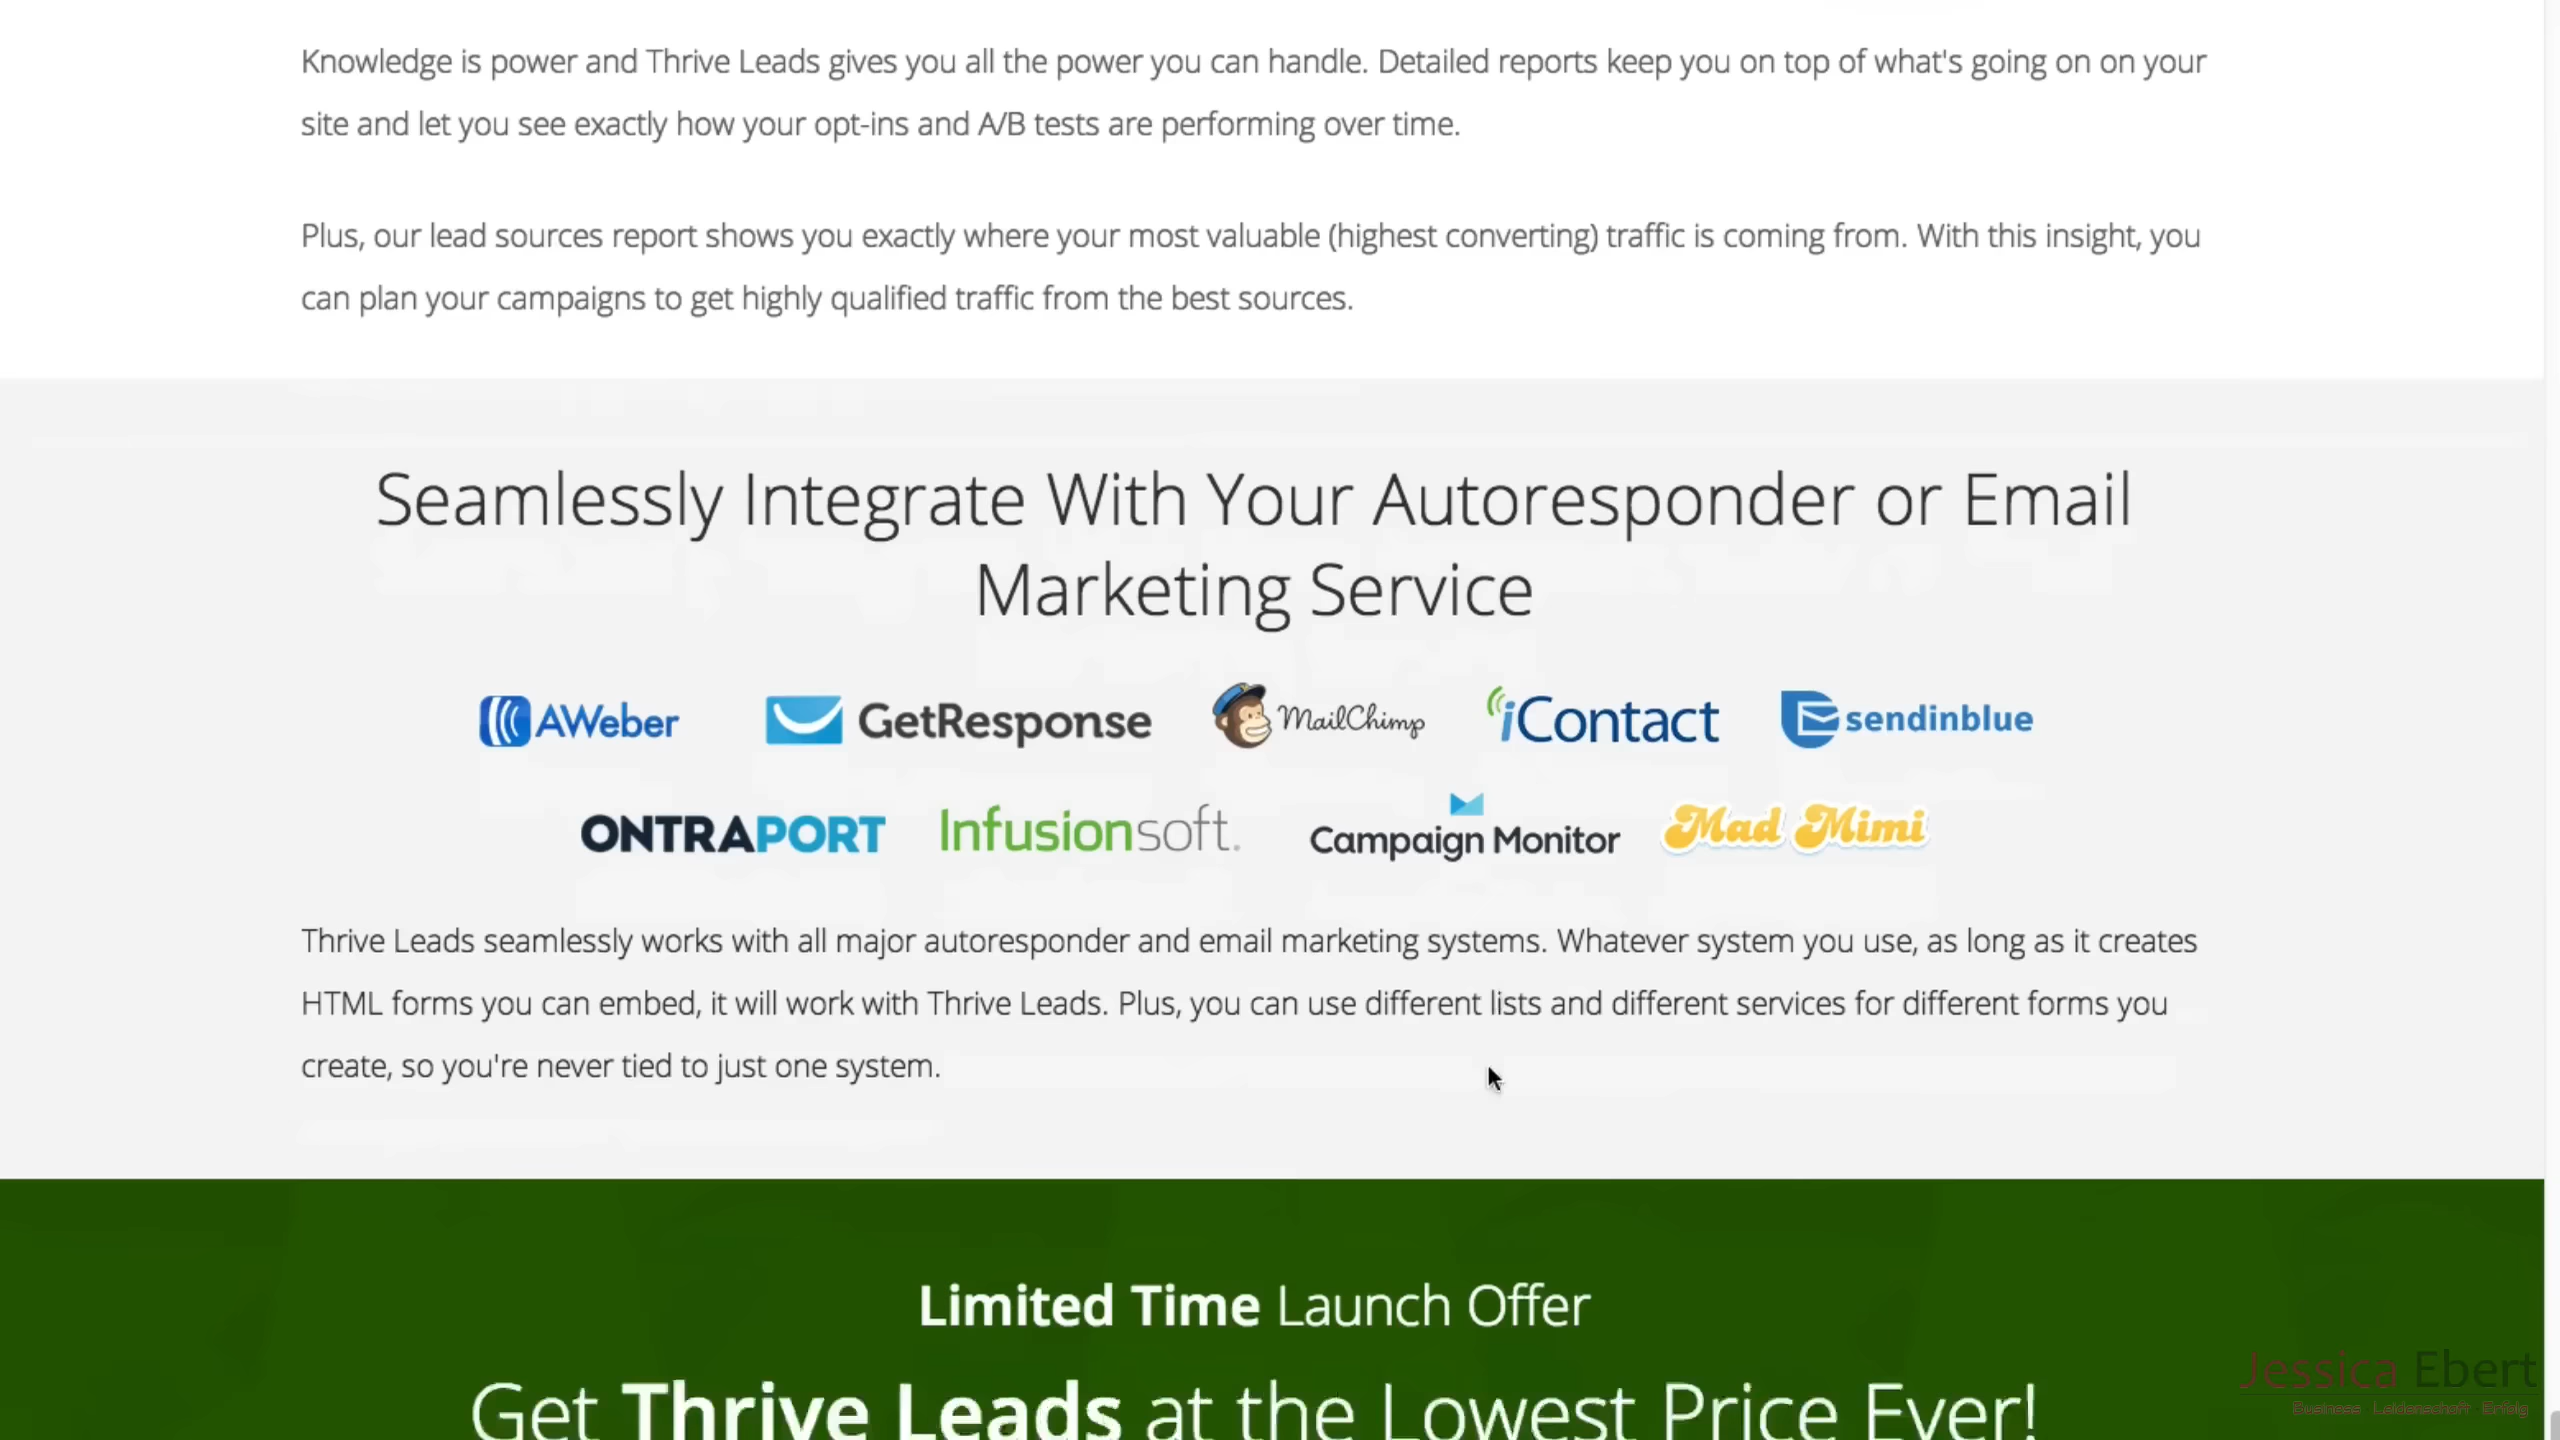 Knowledge is power and Thrive Leads gives you all the power you can handle. Detailed reports keep you on top of what's going on on your
site and let you see exactly how your opt-ins and A/B tests are performing over time.
Plus, our lead sources report shows you exactly where your most valuable (highest converting) traffic is coming from. With this insight, you
can plan your campaigns to get highly qualified traffic from the best sources.
Seamlessly Integrate With Your Autoresponder or Email
Marketing Service
AWeber GetResponse MailChimp iContact sendinblue
ONTRAPORT Infusionsoft. Campaign Monitor Mad Mimi
Thrive Leads seamlessly works with all major autoresponder and email marketing systems. Whatever system you use, as long as it creates
HTML forms you can embed, it will work with Thrive Leads. Plus, you can use different lists and different services for different forms you
create, so you're never tied to just one system.
Limited Time Launch Offer
Get Thrive Leads at the Lowest Price Ever!
Jessica Ebert
Business Leidenschaft Erfolg